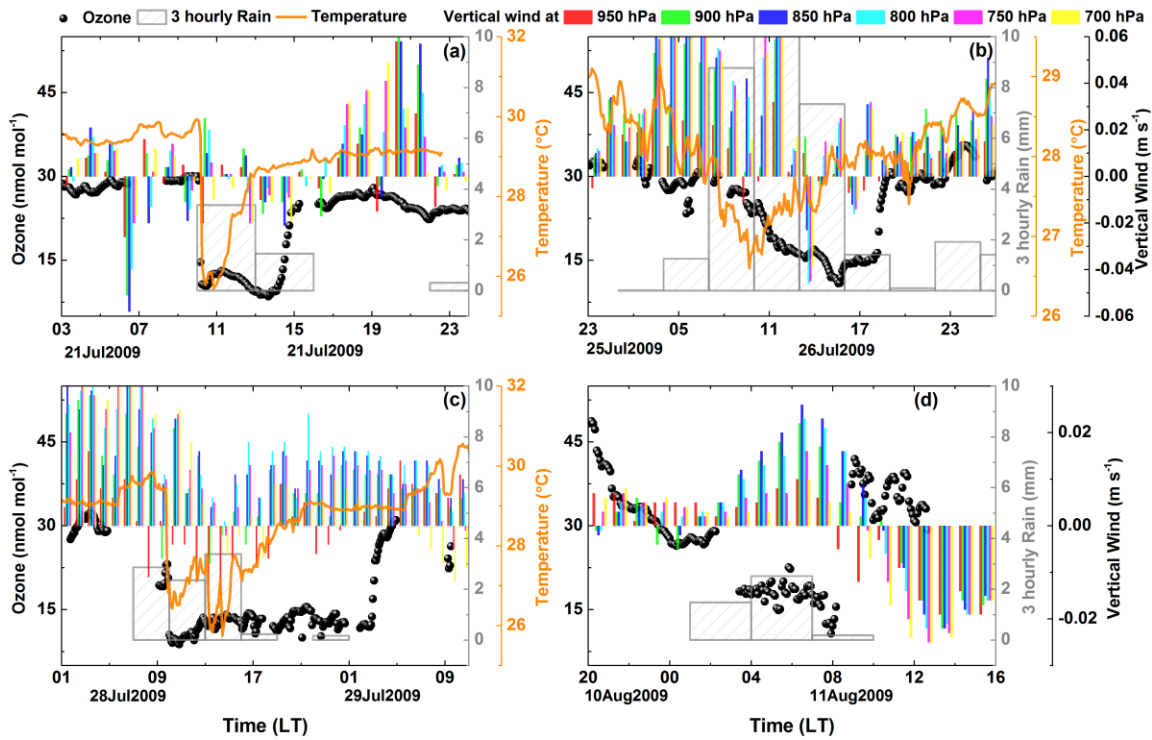 Ozone 3 hourly Rain Temperature Vertical wind at 950 hPa 900 hPa 850 hPa 800 hPa 750 hPa 700 hPa
(a)
Ozone (nmol mol-1)
45
30
15
03 07 11 15 19 23
21Jul2009 21Jul2009
10
8
6
4
2
0
32
30
28
26
Temperature (°C)
(b)
45
30
15
23 05 11 17 23
25Jul2009 26Jul2009
10
8
6
4
2
0
3 hourly Rain (mm)
29
28
27
26
Temperature (°C)
0.06
0.04
0.02
0.00
-0.02
-0.04
-0.06
Vertical Wind (m s-1)
(c)
Ozone (nmol mol-1)
45
30
15
01 09 17 01 09
28Jul2009 29Jul2009
Time (LT)
10
8
6
4
2
0
32
30
28
26
Temperature (°C)
(d)
45
30
15
20 00 04 08 12 16
10Aug2009 11Aug2009
Time (LT)
10
8
6
4
2
0
3 hourly Rain (mm)
0.02
0.00
-0.02
Vertical Wind (m s-1)